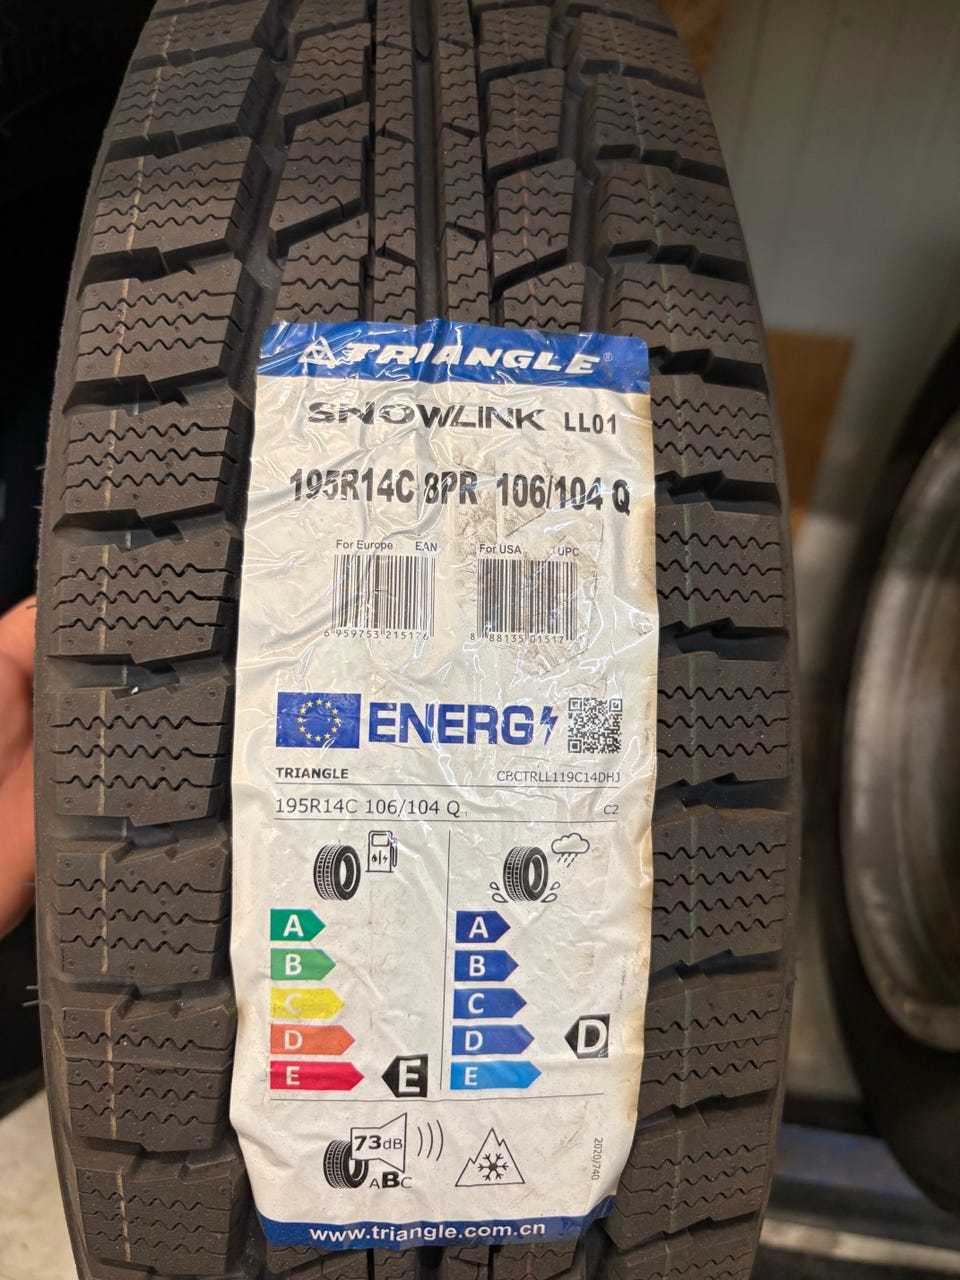 TRIANGLE®
SNOWLINK LL01
195R14C 8PR 106/104 Q
For Europe EAN For USA UPC
6 959753 215176 8 88135 01517
ENERG
TRIANGLE CBCTRLL119C14DHJ
195R14C 106/104 Q C2
A A
B B
C C
D D D
E E E
73dB
ABC
2020/740
www.triangle.com.cn